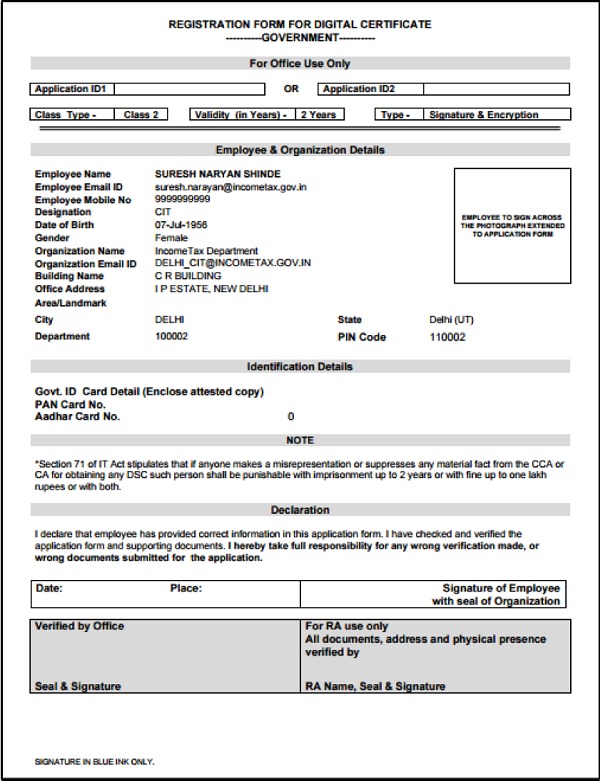 REGISTRATION FORM FOR DIGITAL CERTIFICATE
----------GOVERNMENT----------
For Office Use Only
Application ID1 OR Application ID2
Class Type - Class 2 Validity (in Years) - 2 Years Type - Signature & Encryption
Employee & Organization Details
Employee Name SURESH NARYAN SHINDE
Employee Email ID suresh.narayan@incometax.gov.in
Employee Mobile No 9999999999
Designation CIT
Date of Birth 07-Jul-1956
Gender Female
Organization Name IncomeTax Department
Organization Email ID DELHI_CIT@INCOMETAX.GOV.IN
Building Name C R BUILDING
Office Address I P ESTATE, NEW DELHI
Area/Landmark
EMPLOYEE TO SIGN ACROSS
THE PHOTOGRAPH EXTENDED
TO APPLICATION FORM
City DELHI State Delhi (UT)
Department 100002 PIN Code 110002
Identification Details
Govt. ID Card Detail (Enclose attested copy)
PAN Card No.
Aadhar Card No. 0
NOTE
"Section 71 of IT Act stipulates that if anyone makes a misrepresentation or suppresses any material fact from the CCA or
CA for obtaining any DSC such person shall be punishable with imprisonment up to 2 years or with fine up to one lakh
rupees or with both.
Declaration
I declare that employee has provided correct information in this application form. I have checked and verified the
application form and supporting documents. I hereby take full responsibility for any wrong verification made, or
wrong documents submitted for the application.
Date: Place: Signature of Employee
with seal of Organization
Verified by Office
Seal & Signature
For RA use only
All documents, address and physical presence
verified by
RA Name, Seal & Signature
SIGNATURE IN BLUE INK ONLY.